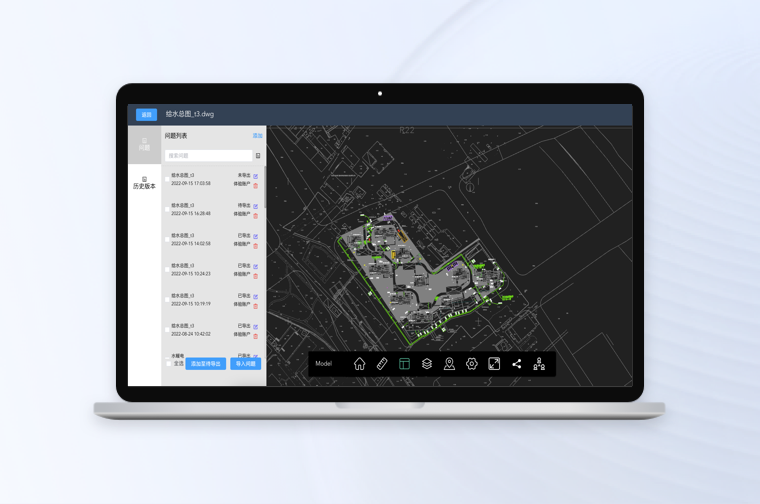 返回 给水总图_t3.dwg
问题
历史版本
问题列表 添加
搜索问题
给水总图_t3 未导出
2022-09-15 17:03:58 体验账户
给水总图_t3 待导出
2022-09-15 16:28:48 体验账户
给水总图_t3 已导出
2022-09-15 14:02:58 体验账户
给水总图_t3 已导出
2022-09-15 10:24:23 体验账户
给水总图_t3 已导出
2022-09-15 10:19:19 体验账户
给水总图_t3 已导出
2022-08-24 10:42:02 体验账户
水暖电 已导出
全选 添加至待导出 导入问题
R22
Model